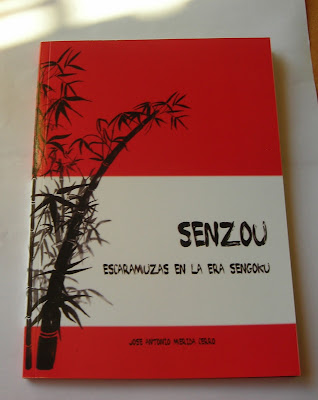 SENZOU
ESCARAMUZAS EN LA ERA SENGOKU
JOSE ANTONIO